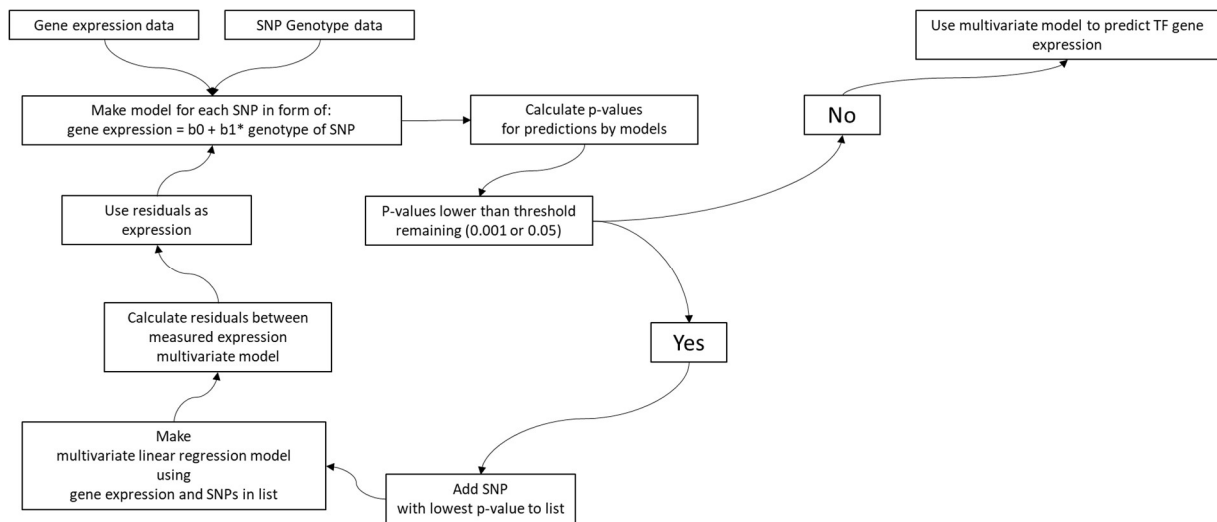 Gene expression data
SNP Genotype data
Use multivariate model to predict TF gene
expression
Make model for each SNP in form of:
gene expression = b0 + b1* genotype of SNP
Calculate p-values
for predictions by models
No
Use residuals as
expression
P-values lower than threshold
remaining (0.001 or 0.05)
Calculate residuals between
measured expression
multivariate model
Yes
Make
multivariate linear regression model
using
gene expression and SNPs in list
Add SNP
with lowest p-value to list